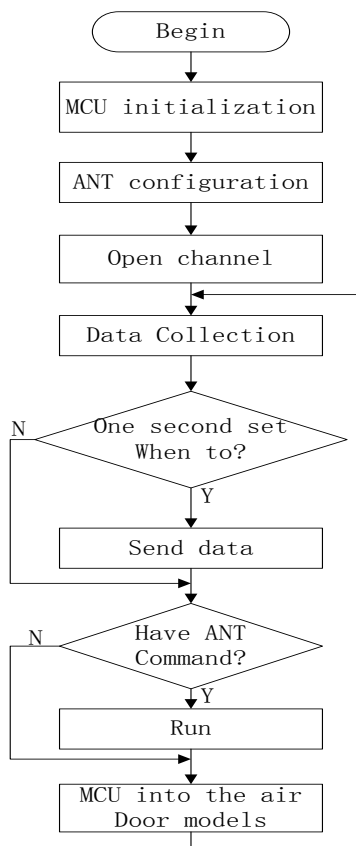 Begin
MCU initialization
ANT configuration
Open channel
Data Collection
One second set
When to?
N
Y
Send data
Have ANT
Command?
N
Y
Run
MCU into the air
Door models